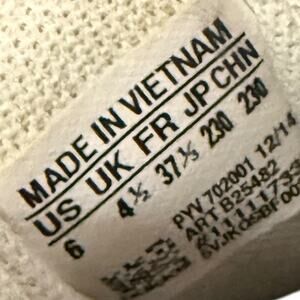 MADE IN VIETNAM
US UK FR JP CHN
6 4½ 37⅓ 230 230
PYV 702001 12/14
ART B25482